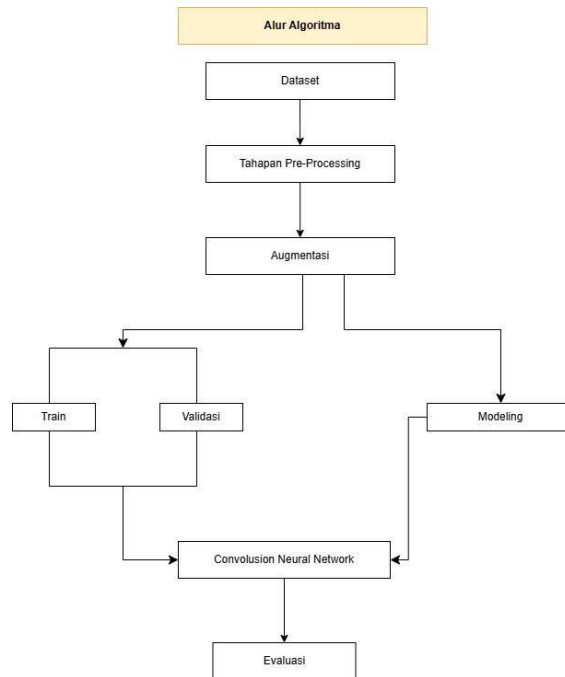 Alur Algoritma
Dataset
Tahapan Pre-Processing
Augmentasi
Train
Validasi
Modeling
Convolusion Neural Network
Evaluasi